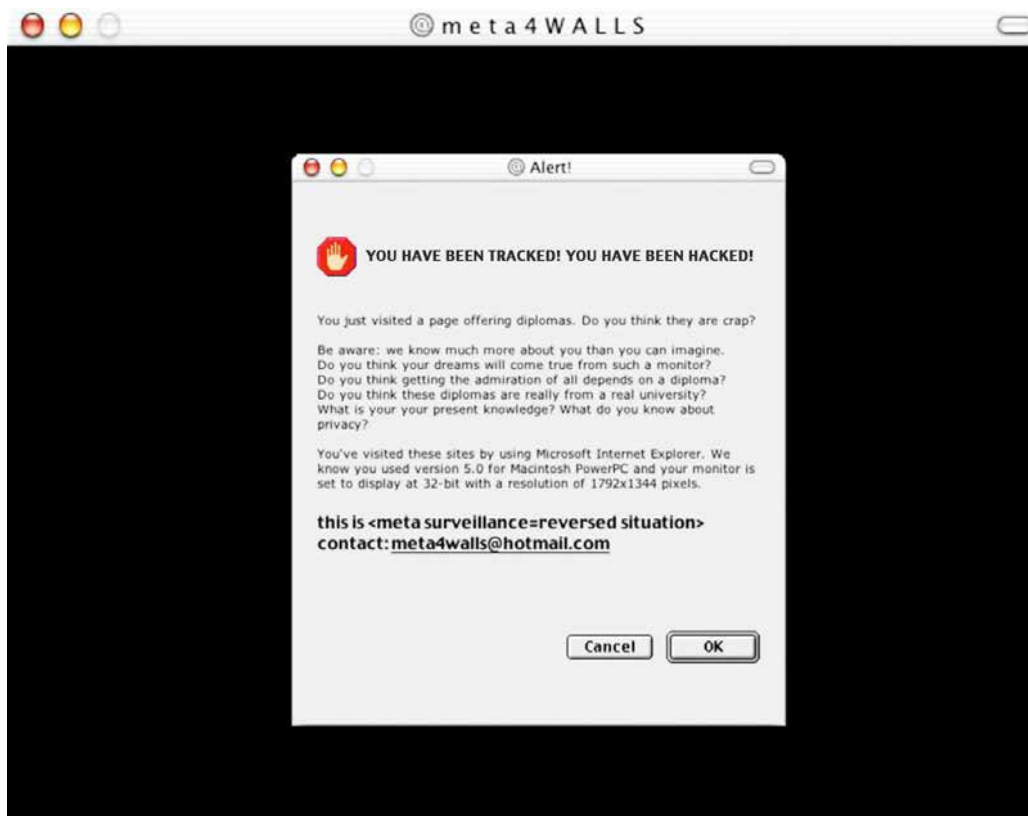 @meta4WALLS
@ Alert!
YOU HAVE BEEN TRACKED! YOU HAVE BEEN HACKED!
You just visited a page offering diplomas. Do you think they are crap?
Be aware: we know much more about you than you can imagine.
Do you think your dreams will come true from such a monitor?
Do you think getting the admiration of all depends on a diploma?
Do you think these diplomas are really from a real university?
What is your your present knowledge? What do you know about
privacy?
You've visited these sites by using Microsoft Internet Explorer. We
know you used version 5.0 for Macintosh PowerPC and your monitor is
set to display at 32-bit with a resolution of 1792x1344 pixels.
this is <meta surveillance=reversed situation>
contact: meta4walls@hotmail.com
Cancel OK